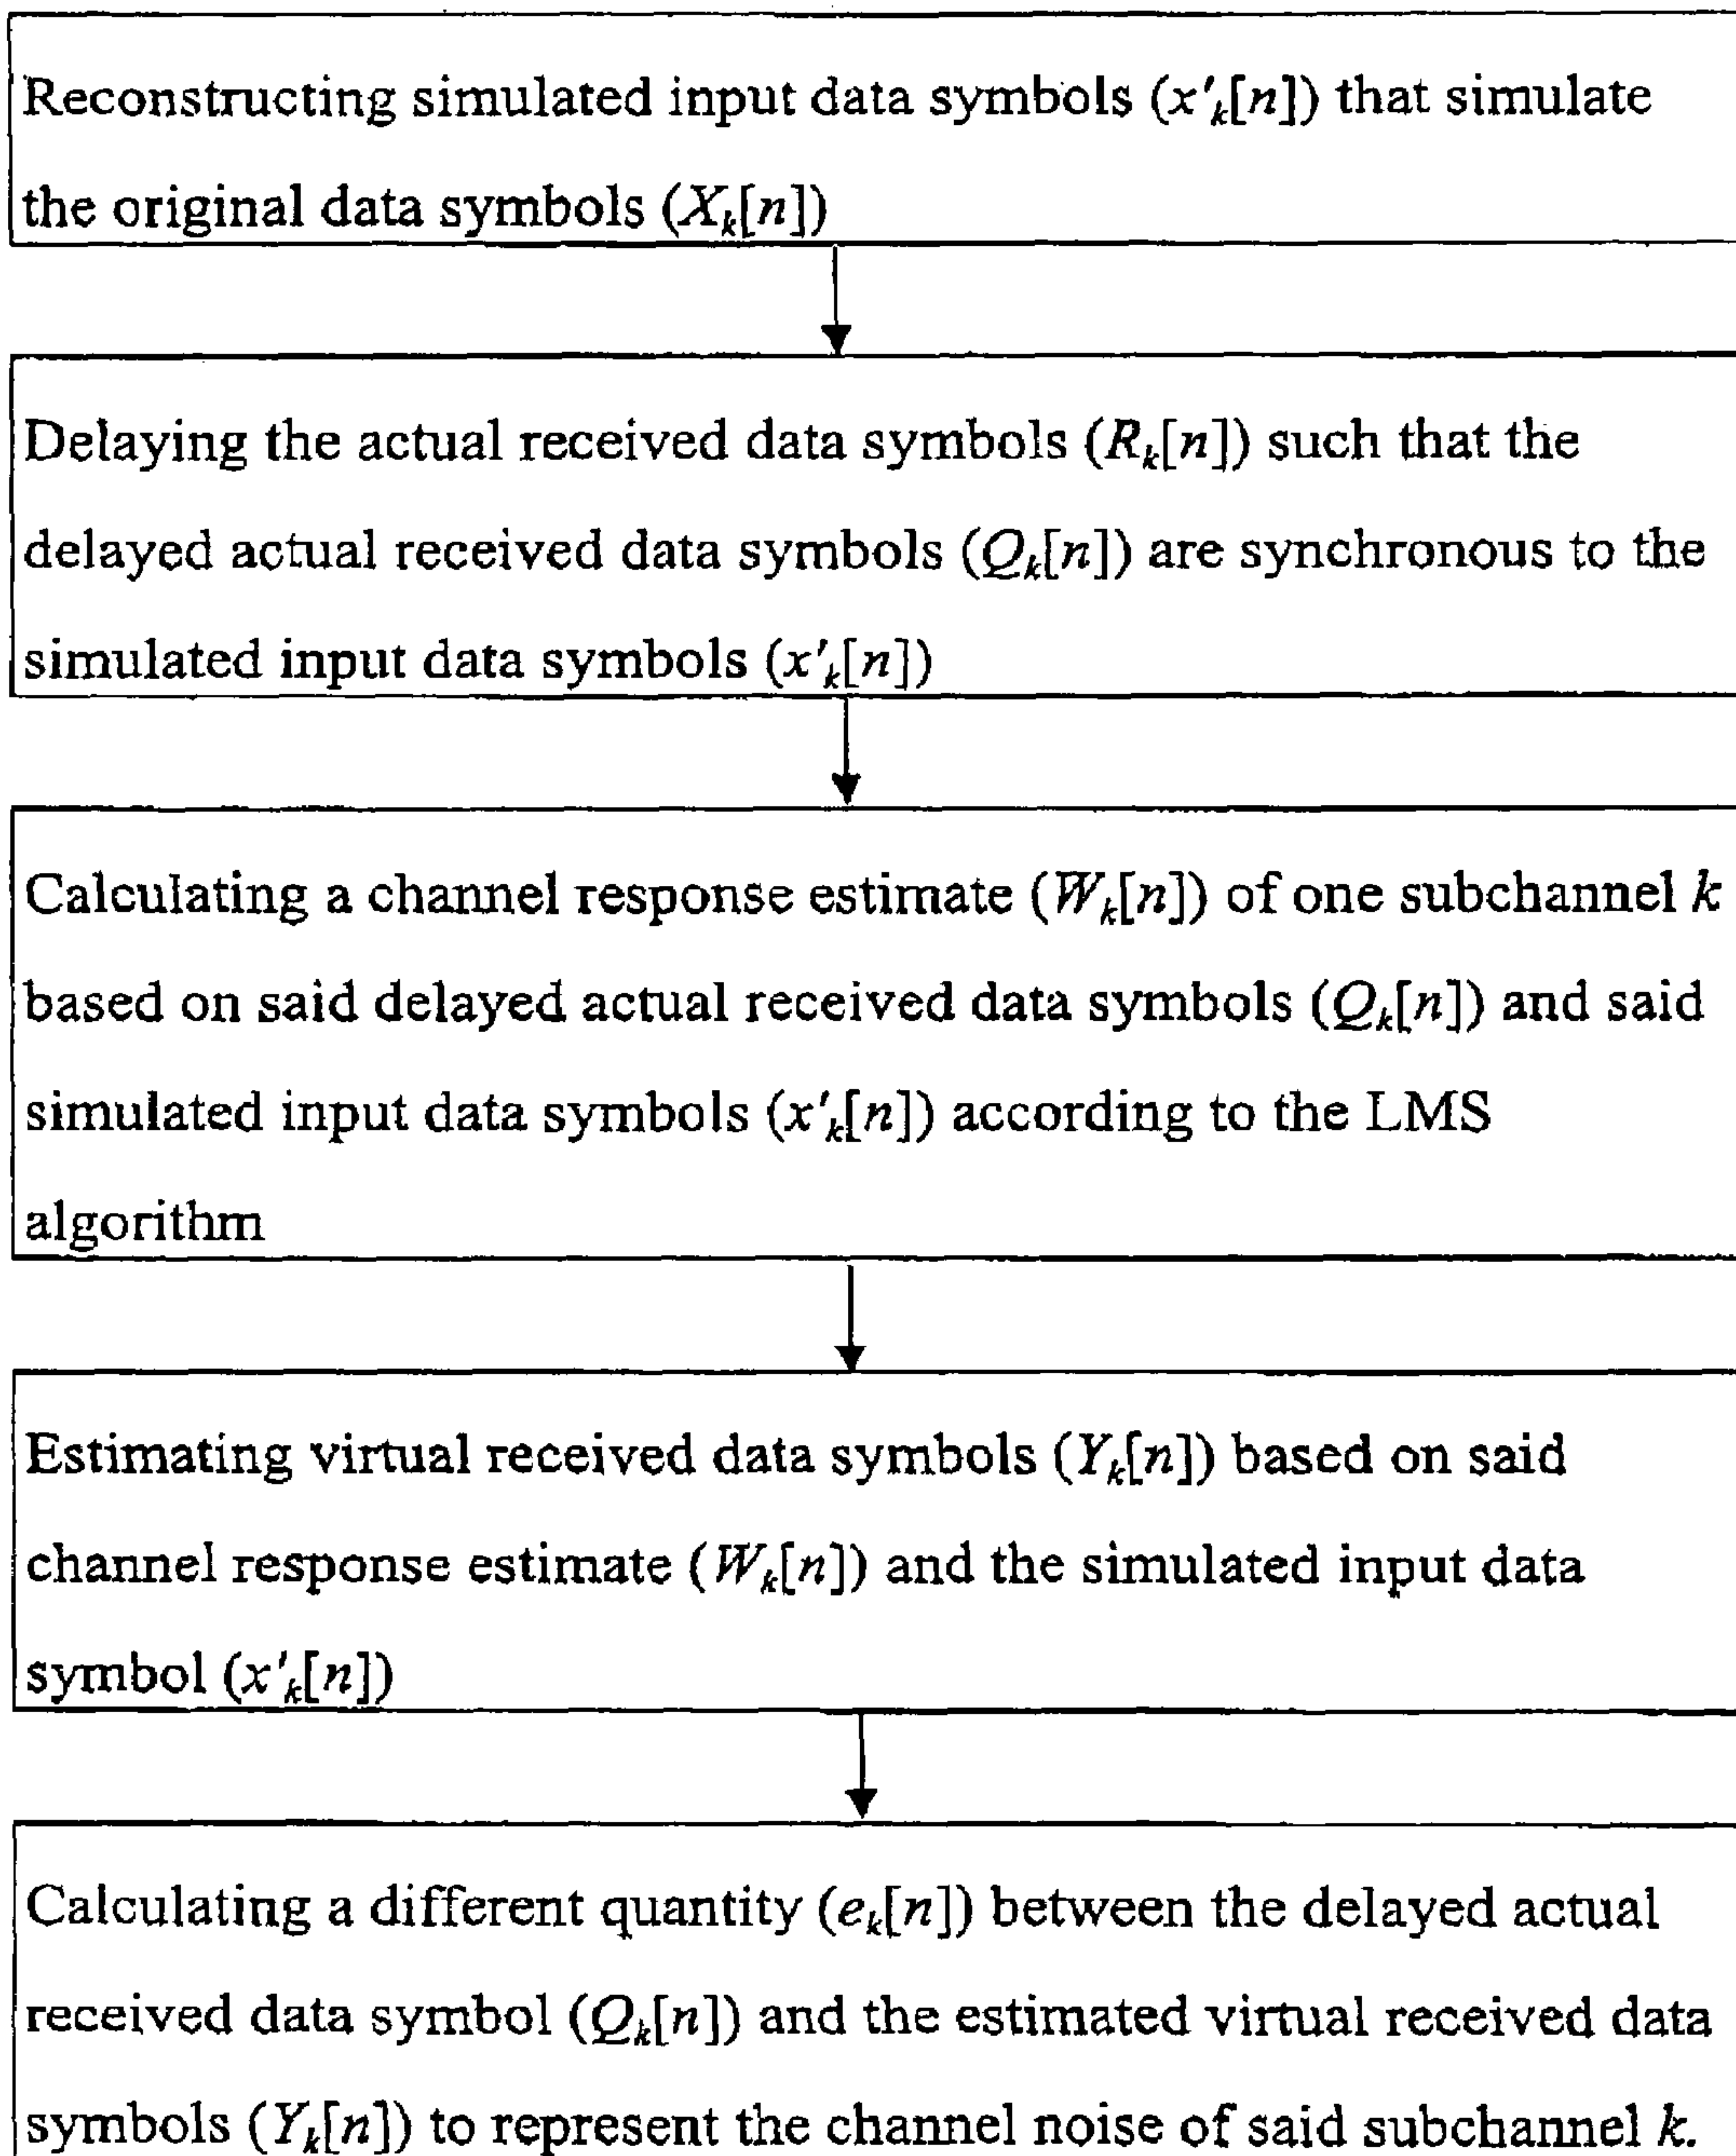 Reconstructing simulated input data symbols (x'k[n]) that simulate
the original data symbols (Xk[n])
Delaying the actual received data symbols (Rk[n]) such that the
delayed actual received data symbols (Qk[n]) are synchronous to the
simulated input data symbols (x'k[n])
Calculating a channel response estimate (Wk[n]) of one subchannel k
based on said delayed actual received data symbols (Qk[n]) and said
simulated input data symbols (x'k[n]) according to the LMS
algorithm
Estimating virtual received data symbols (Yk[n]) based on said
channel response estimate (Wk[n]) and the simulated input data
symbol (x'k[n])
Calculating a different quantity (ek[n]) between the delayed actual
received data symbol (Qk[n]) and the estimated virtual received data
symbols (Yk[n]) to represent the channel noise of said subchannel k.